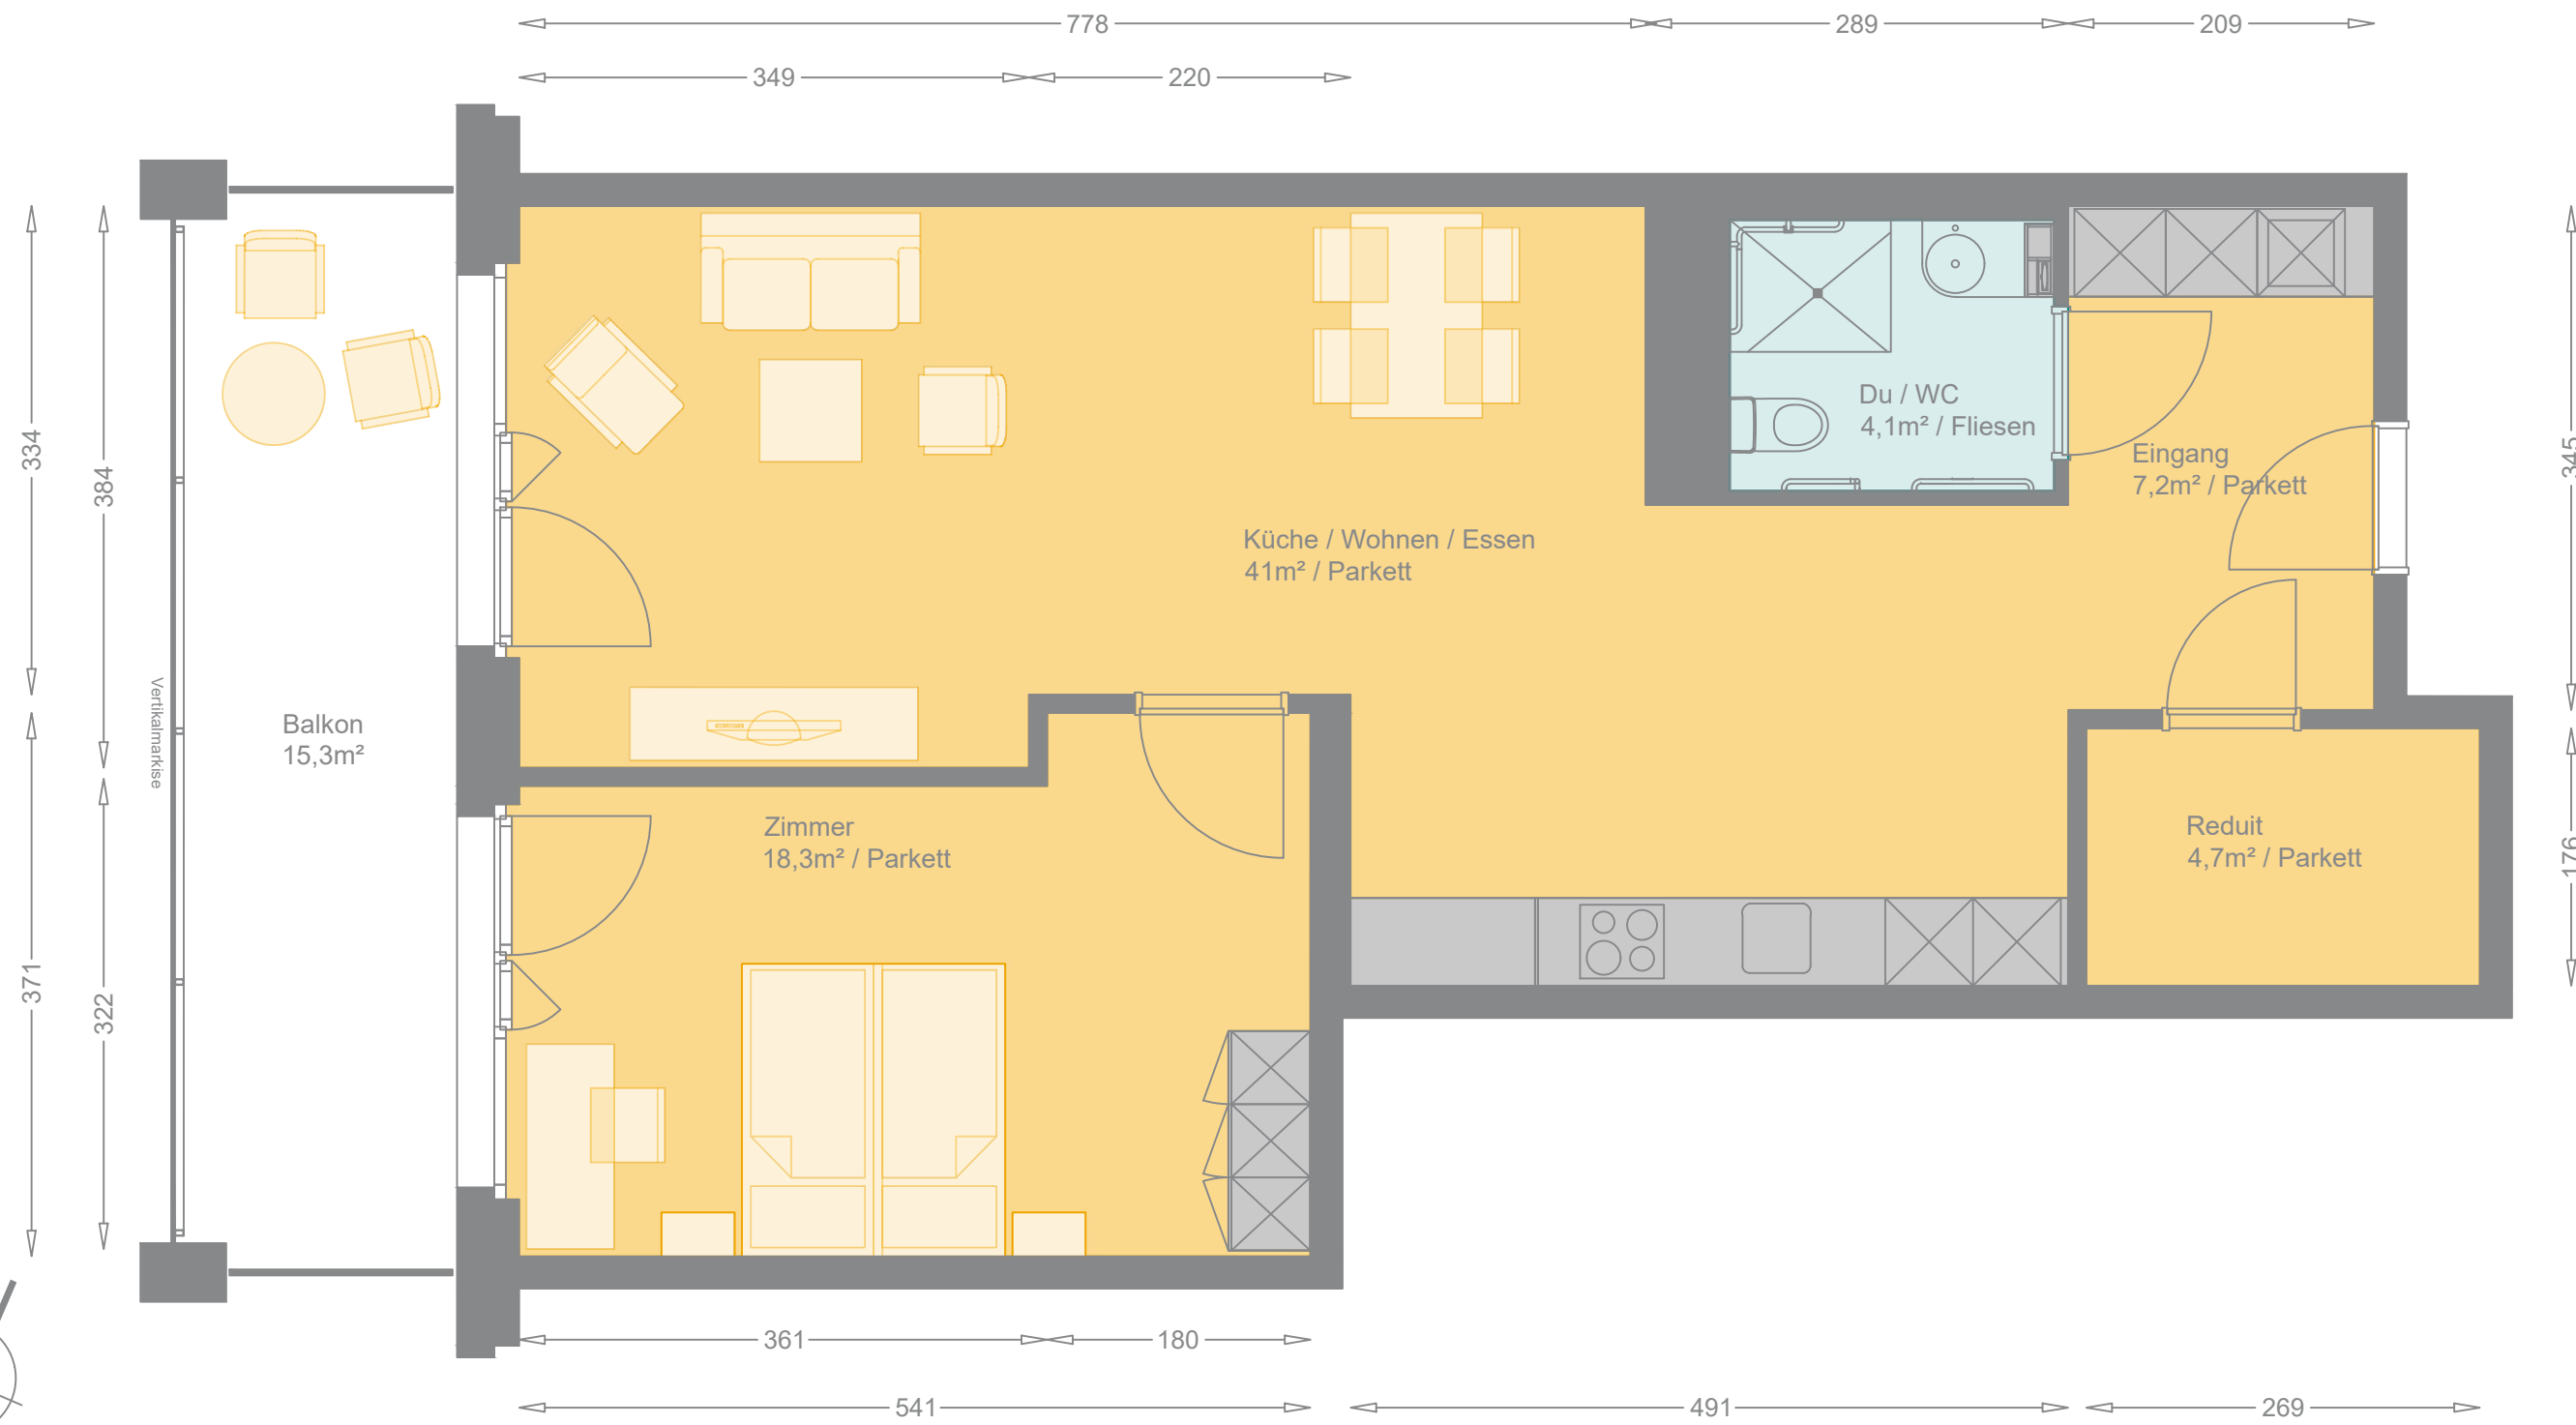 778
289
209
349
220
334
384
345
Du / WC
4,1m² / Fliesen
Eingang
7,2m² / Parkett
Küche / Wohnen / Essen
41m² / Parkett
Vertikalmarkise
Balkon
15,3m²
Zimmer
18,3m² / Parkett
Reduit
4,7m² / Parkett
176
371
322
361
180
541
491
269